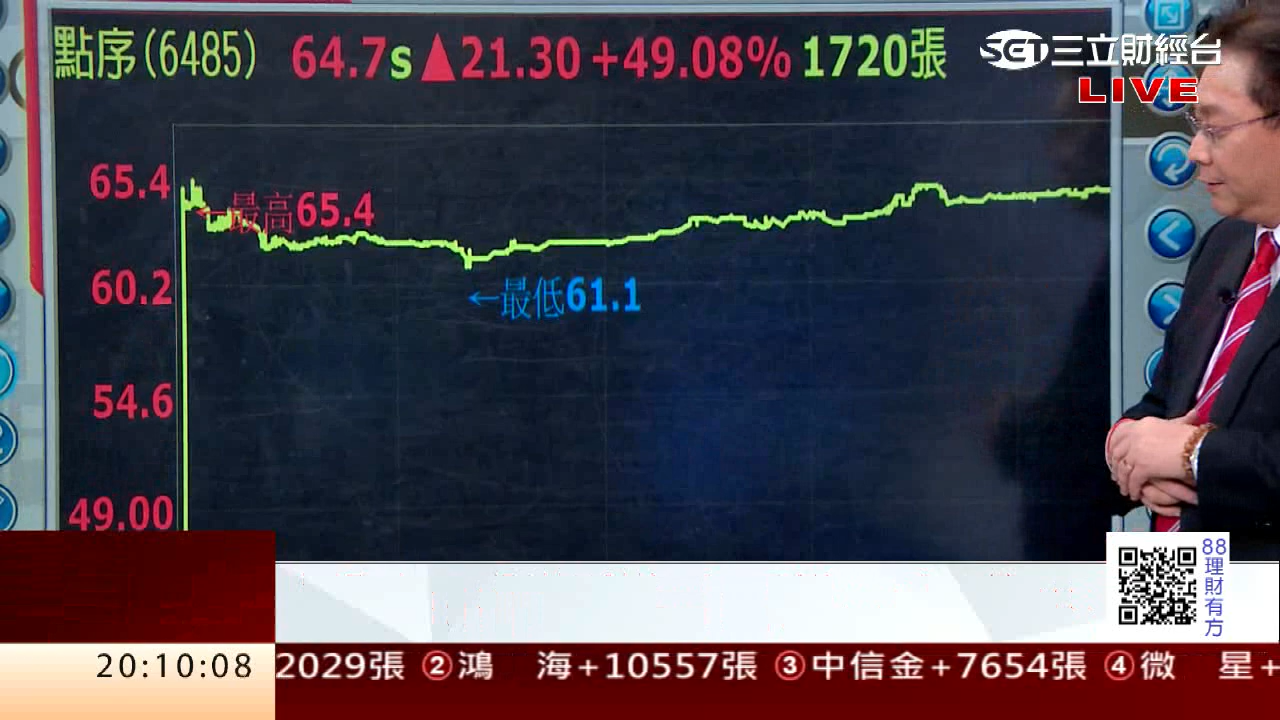 點序(6485) 64.7s▲21.30 +49.08% 1720張
SET三立財經台
LIVE
65.4
←最高65.4
60.2
←最低61.1
54.6
49.00
88理財有方
20:10:08
2029張 ②鴻 海+10557張 ③中信金+7654張 ④微 星+